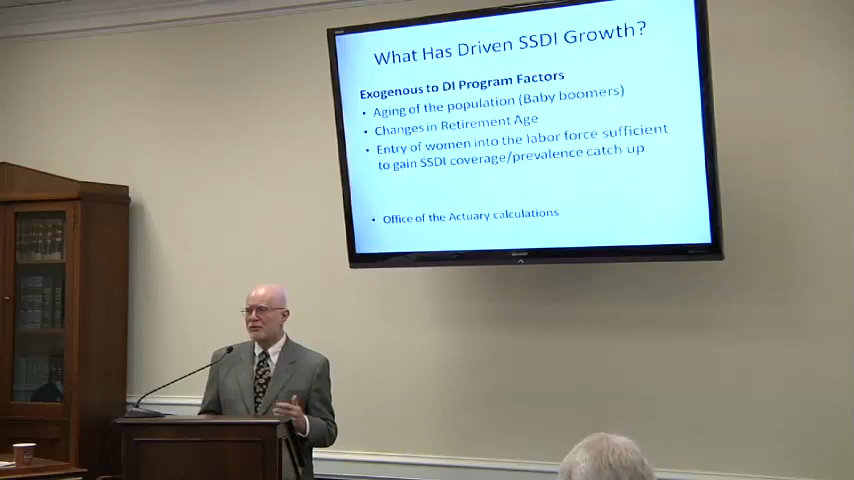 What Has Driven SSDI Growth?
Exogenous to DI Program Factors
• Aging of the population (Baby boomers)
• Changes in Retirement Age
• Entry of women into the labor force sufficient
to gain SSDI coverage/prevalence catch up
• Office of the Actuary calculations